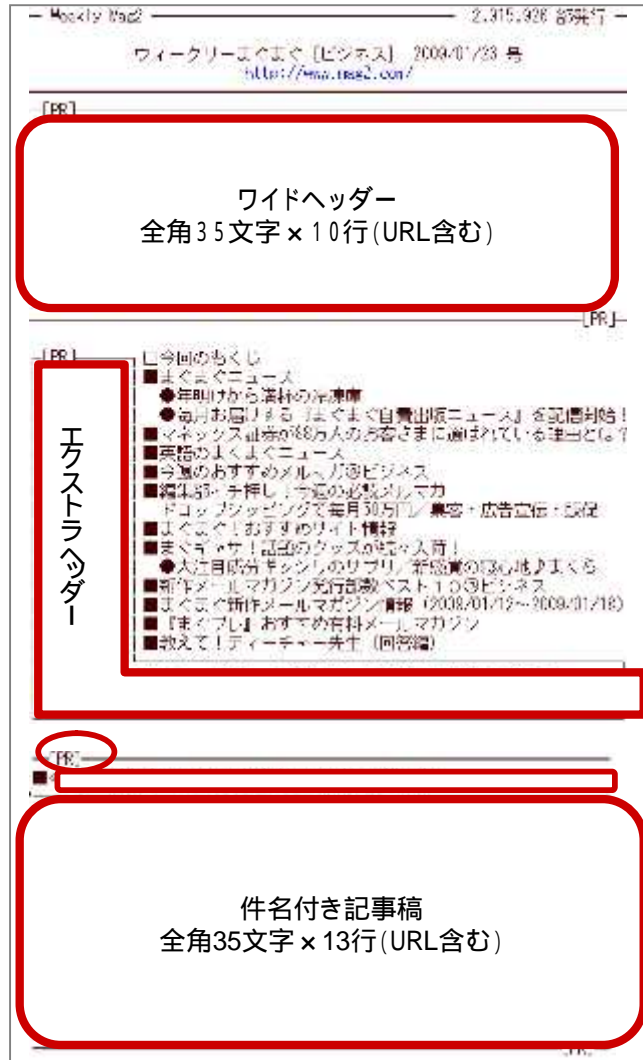 ─ Weekly Mag2 ─ 2,915,926 部発行 ─
ウィークリーまぐまぐ [ビジネス] 2009/01/23 号
http://www.mag2.com/
[PR]
ワイドヘッダー
全角35文字×10行(URL含む)
[PR]
[PR]
エクストラヘッダー
□今回のもくじ
■まぐまぐニュース
●年明けから満杯の冷凍庫
●毎月お届けする『まぐまぐ自費出版ニュース』を配信開始!
■マネックス証券が88万人のお客さまに選ばれている理由とは?
■英語のまぐまぐニュース
■今週のおすすめメルマガ@ビジネス
■編集部イチ押し!今週の必読メルマガ
ドロップシッピングで毎月50万円/ 集客・広告宣伝・販促
■まぐまぐ!おすすめサイト情報
■まぐギャザ!話題のグッズが続々入荷!
■新作メールマガジン発行部数ベスト10@ビジネス
■まぐまぐ新作メールマガジン情報 (2009/01/12～2009/01/18)
■『まぐプレ』おすすめ有料メールマガジン
■教えて!ティーチャー先生 (回答編)
[PR]
■
件名付き記事稿
全角35文字×13行(URL含む)
[PR]